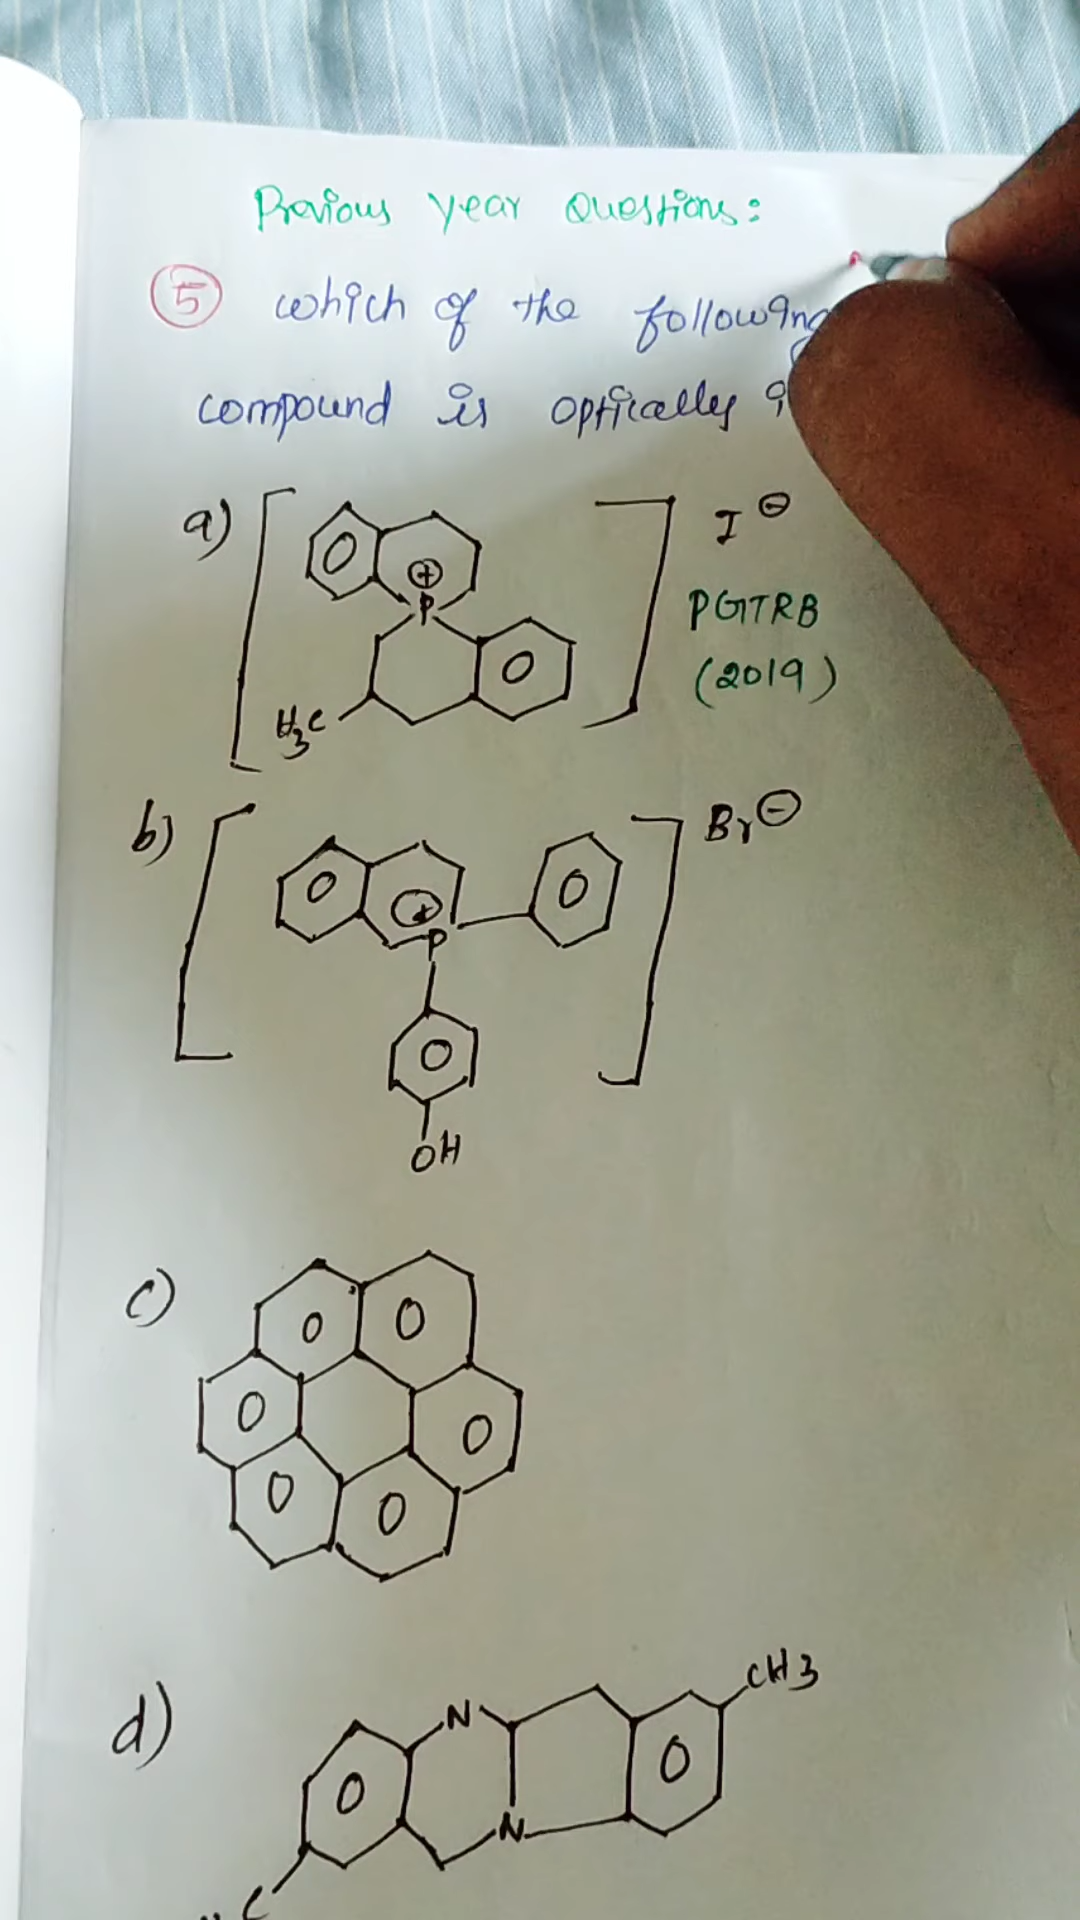 Previous year Questions:
5 which of the following
compound is optically
a) I ⊖
⊕
P
PGTRB
(2019)
H3C
b) Br ⊖
+
P
OH
c)
d) CH3
N
N
C